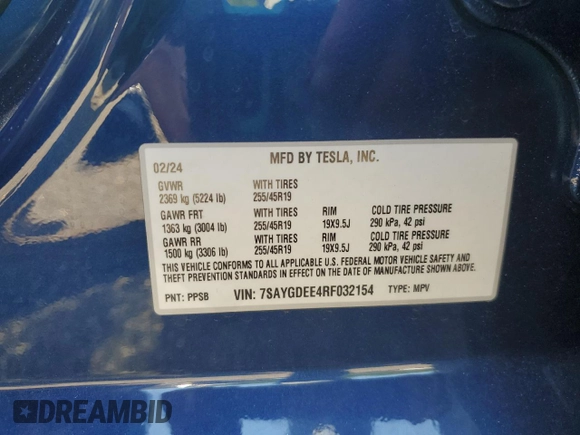 MFD BY TESLA, INC.
02/24
GVWR WITH TIRES
2369 kg (5224 lb) 255/45R19
GAWR FRT WITH TIRES RIM COLD TIRE PRESSURE
1363 kg (3004 lb) 255/45R19 19X9.5J 290 kPa, 42 psi
GAWR RR WITH TIRES RIM COLD TIRE PRESSURE
1500 kg (3306 lb) 255/45R19 19X9.5J 290 kPa, 42 psi
THIS VEHICLE CONFORMS TO ALL APPLICABLE U.S. FEDERAL MOTOR VEHICLE SAFETY AND
THEFT PREVENTION STANDARDS IN EFFECT ON THE DATE OF MANUFACTURE SHOWN ABOVE.
PNT: PPSB VIN: 7SAYGDEE4RF032154 TYPE: MPV
DREAMBID